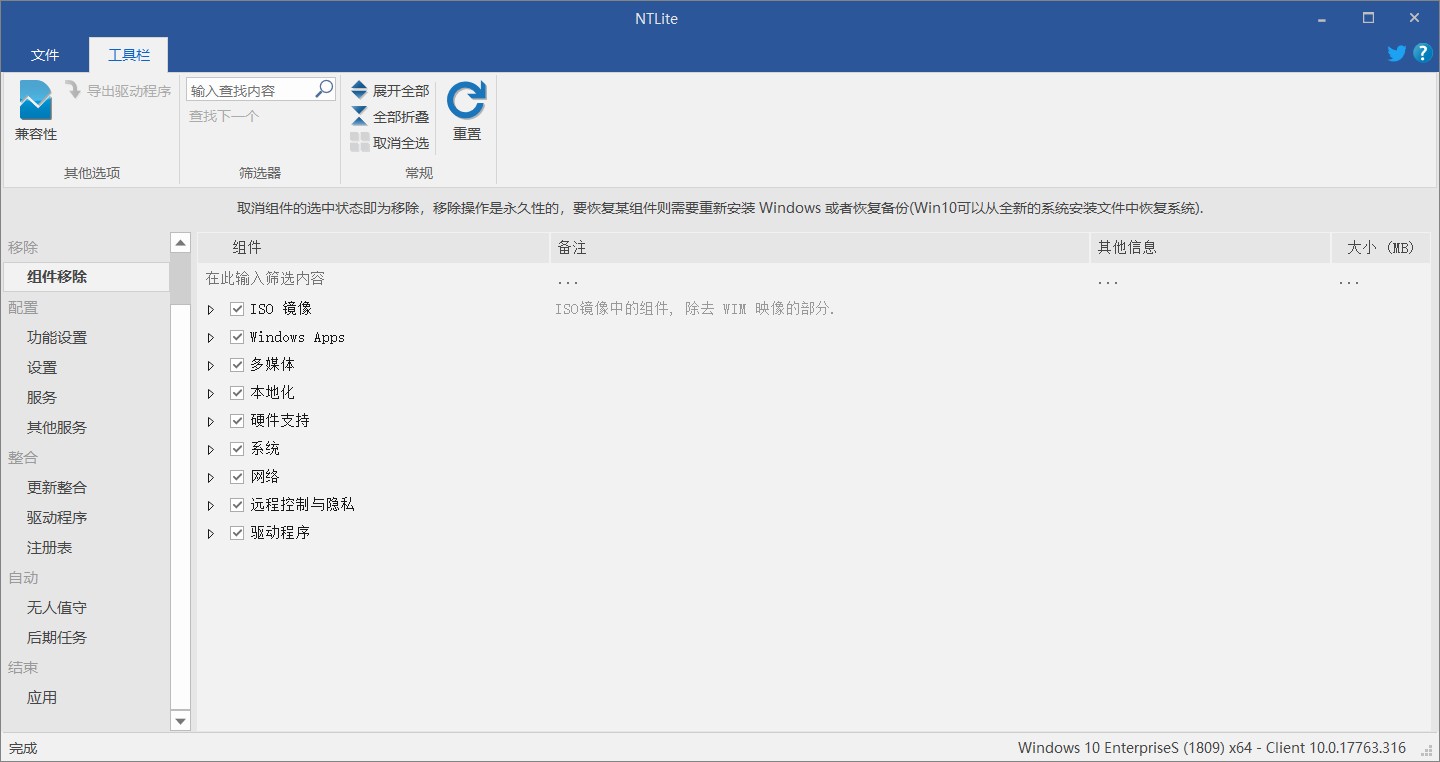 NTLite
文件
工具栏
兼容性
导出驱动程序
其他选项
输入查找内容
查找下一个
筛选器
展开全部
全部折叠
取消全选
重置
常规
取消组件的选中状态即为移除，移除操作是永久性的，要恢复某组件则需要重新安装 Windows 或者恢复备份(Win10可以从全新的系统安装文件中恢复系统).
移除
组件移除
配置
功能设置
设置
服务
其他服务
整合
更新整合
驱动程序
注册表
自动
无人值守
后期任务
结束
应用
组件 备注 其他信息 大小 (MB)
在此输入筛选内容 ... ... ...
ISO 镜像 ISO镜像中的组件, 除去 WIM 映像的部分.
Windows Apps
多媒体
本地化
硬件支持
系统
网络
远程控制与隐私
驱动程序
完成
Windows 10 EnterpriseS (1809) x64 - Client 10.0.17763.316